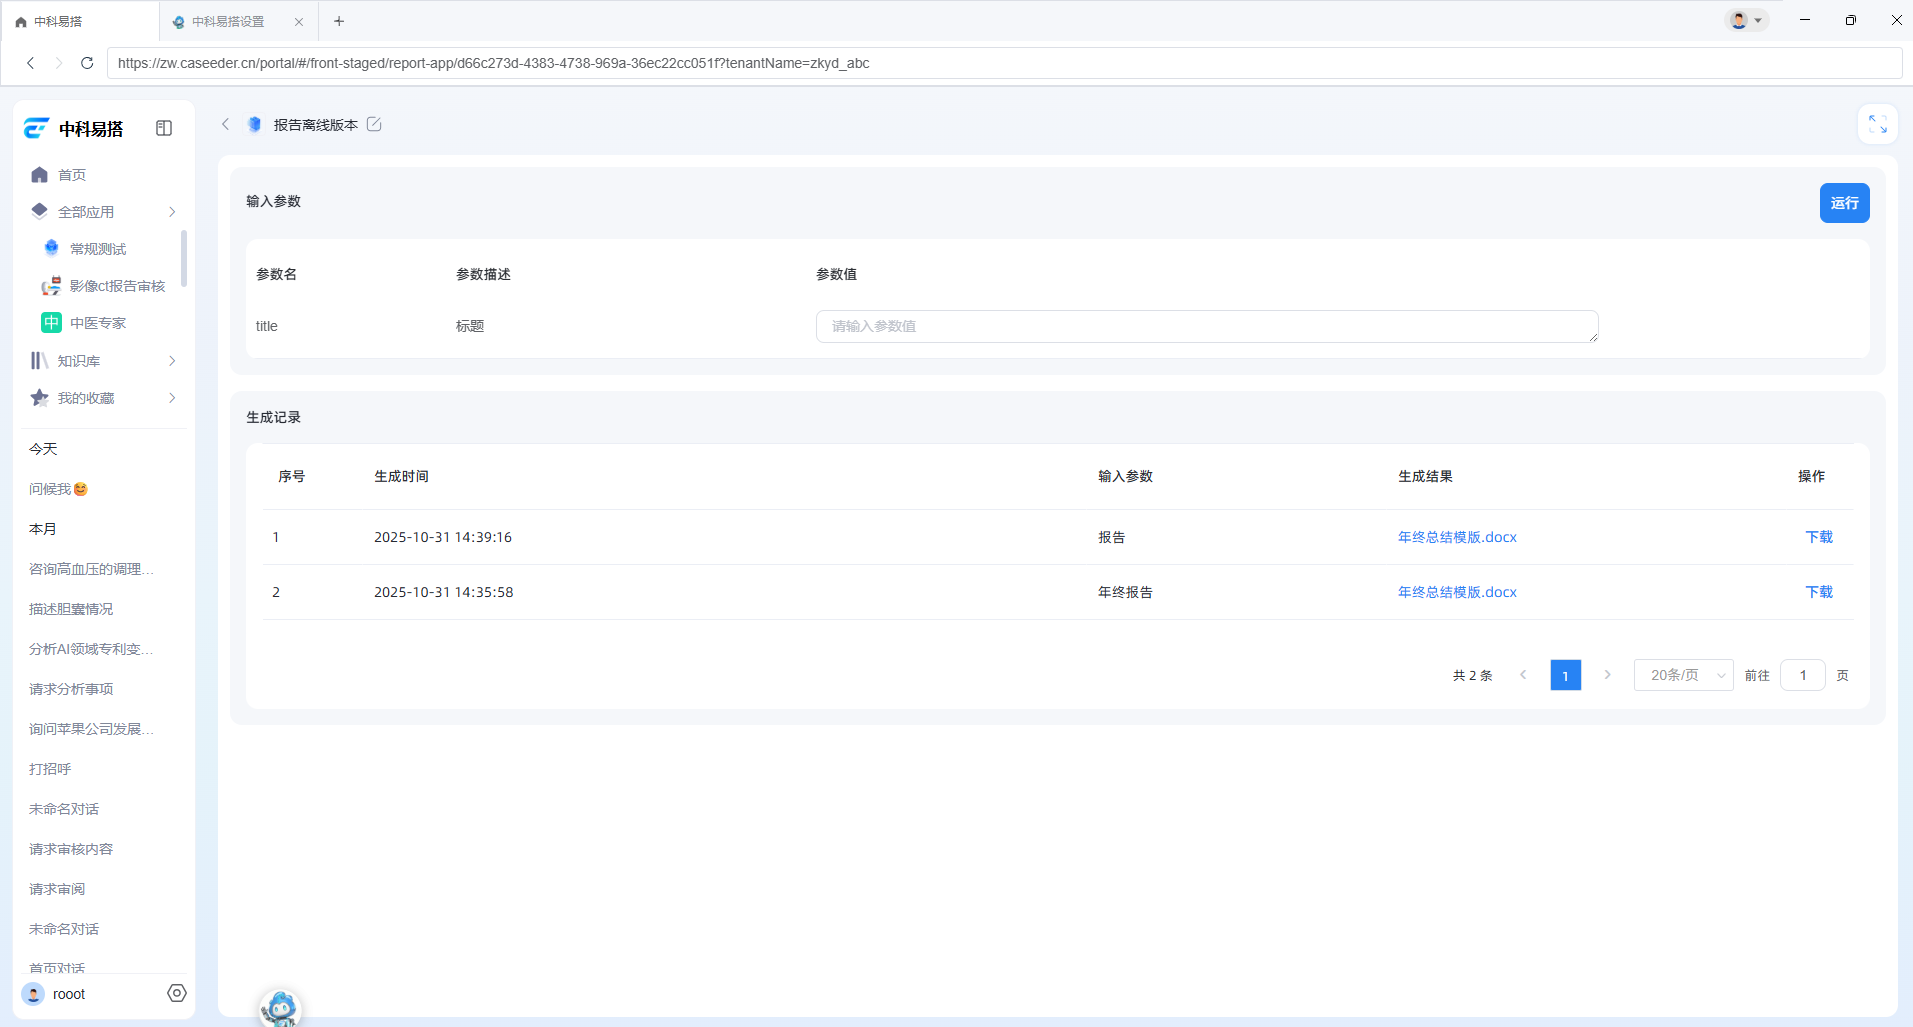 中科易搭
中科易搭设置
https://zw.caseeder.cn/portal/#/front-staged/report-app/d66c273d-4383-4738-969a-36ec22cc051f?tenantName=zkyd_abc
中科易搭
首页
全部应用
常规测试
影像ct报告审核
中 中医专家
知识库
我的收藏
今天
问候我😊
本月
咨询高血压的调理...
描述胆囊情况
分析AI领域专利变...
请求分析事项
询问苹果公司发展...
打招呼
未命名对话
请求审核内容
请求审阅
未命名对话
首页对话
rooot
报告离线版本
输入参数
运行
参数名 参数描述 参数值
title 标题 请输入参数值
生成记录
序号 生成时间 输入参数 生成结果 操作
1 2025-10-31 14:39:16 报告 年终总结模版.docx 下载
2 2025-10-31 14:35:58 年终报告 年终总结模版.docx 下载
共 2 条 1 20条/页 前往 1 页